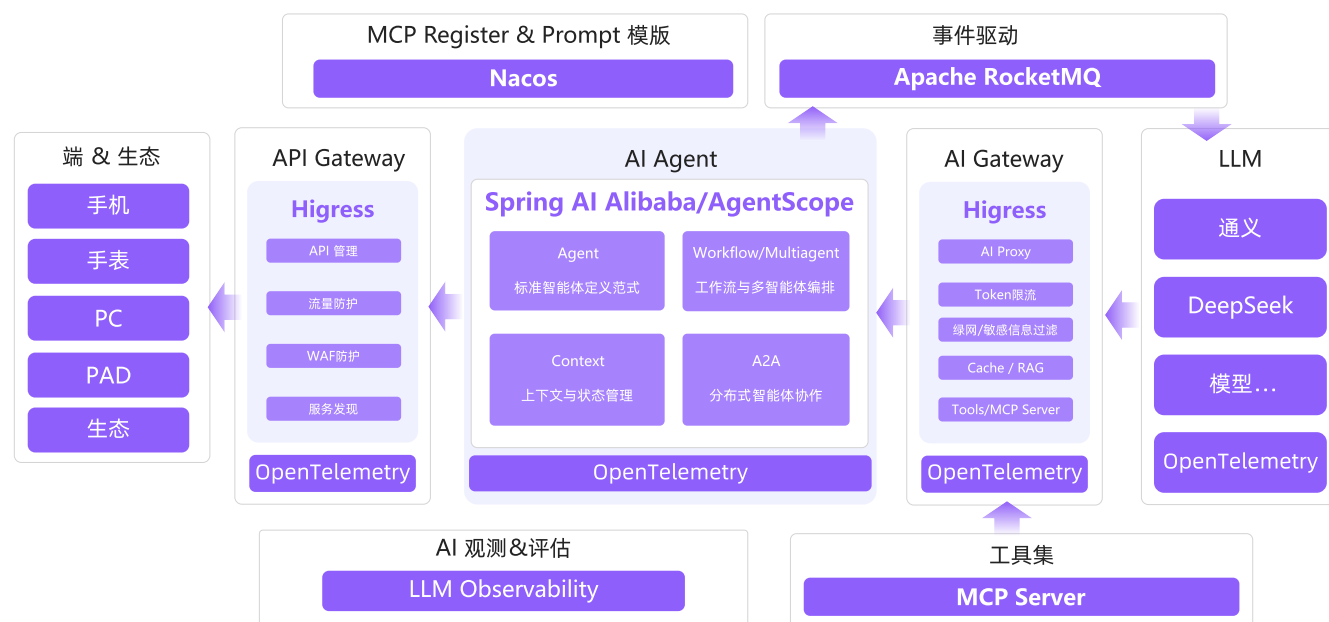 MCP Register & Prompt 模版
Nacos
事件驱动
Apache RocketMQ
端 & 生态
手机
手表
PC
PAD
生态
API Gateway
Higress
API 管理
流量防护
WAF防护
服务发现
OpenTelemetry
AI Agent
Spring AI Alibaba/AgentScope
Agent
标准智能体定义范式
Workflow/Multiagent
工作流与多智能体编排
Context
上下文与状态管理
A2A
分布式智能体协作
OpenTelemetry
AI Gateway
Higress
AI Proxy
Token限流
绿网/敏感信息过滤
Cache / RAG
Tools/MCP Server
OpenTelemetry
LLM
通义
DeepSeek
模型...
OpenTelemetry
AI 观测&评估
LLM Observability
工具集
MCP Server